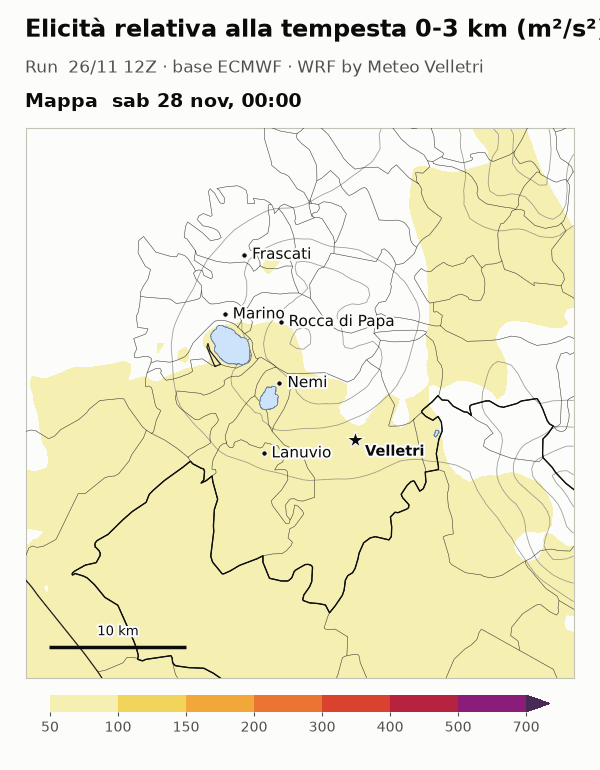 Elicità relativa alla tempesta 0-3 km (m²/s²)
Run 26/11 12Z · base ECMWF · WRF by Meteo Velletri
Mappa sab 28 nov, 00:00
Frascati
Marino
Rocca di Papa
Nemi
Velletri
Lanuvio
10 km
50 100 150 200 300 400 500 700